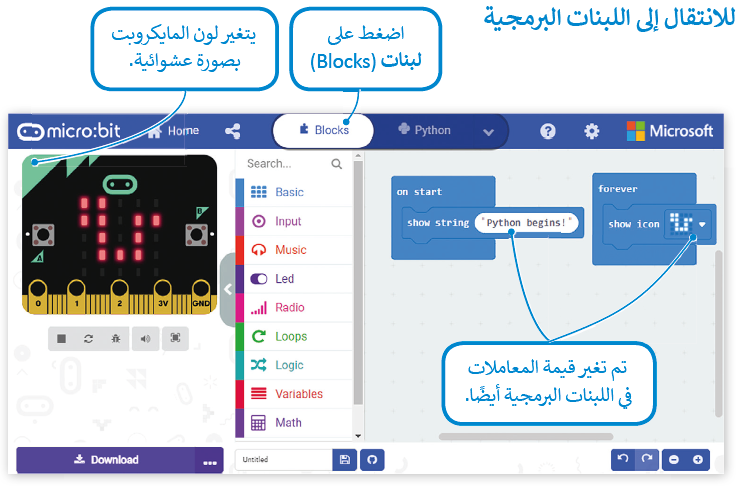 للانتقال إلى اللبنات البرمجية
اضغط على
لبنات (Blocks)
يتغير لون المايكروبت
بصورة عشوائية.
micro:bit
Home
Blocks
Python
Microsoft
Search...
Basic
Input
Music
Led
Radio
Loops
Logic
Variables
Math
A
B
0 1 2 3V GND
on start
show string "Python begins!"
forever
show icon
تم تغير قيمة المعاملات
في اللبنات البرمجية أيضًا.
Download
...
Untitled